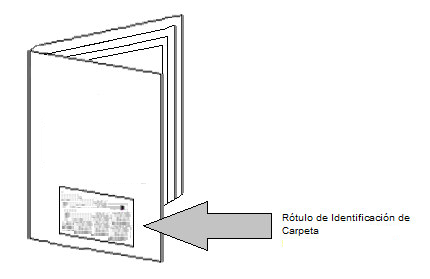 Rótulo de Identificación de
Carpeta